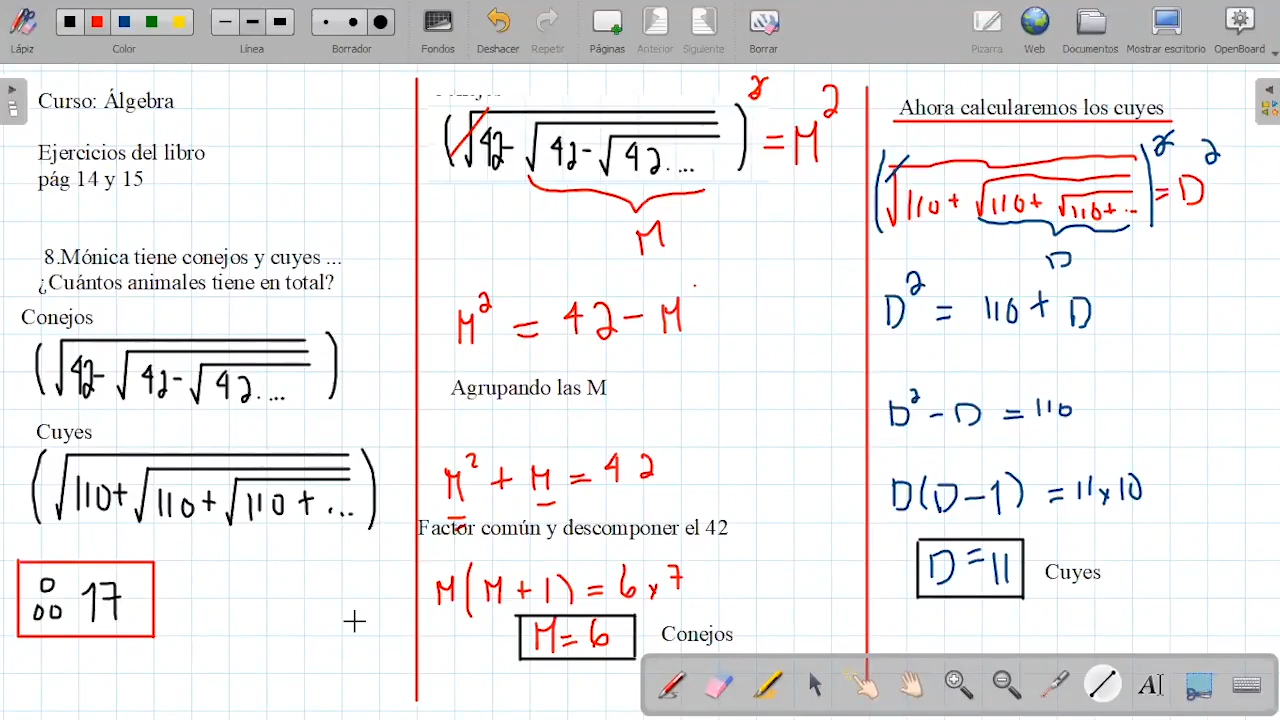 Lápiz
Color
Línea
Borrador
Fondos
Deshacer
Repetir
Páginas
Anterior
Siguiente
Borrar
Pizarra
Web
Documentos
Mostrar escritorio
OpenBoard
Curso: Álgebra
Ejercicios del libro
pág 14 y 15
8.Mónica tiene conejos y cuyes ...
¿Cuántos animales tiene en total?
Conejos
(√42-√42-√42....)
Cuyes
(√110+√110+√110+...)
∴ 17
(√42-√42-√42....)² = M²
M
M² = 42 - M
Agrupando las M
M² + M = 42
Factor común y descomponer el 42
M(M+1) = 6x7
M = 6
Conejos
Ahora calcularemos los cuyes
(√110+√110+√110+...)² = D²
D
D² = 110 + D
D² - D = 110
D(D-1) = 11x10
D = 11
Cuyes